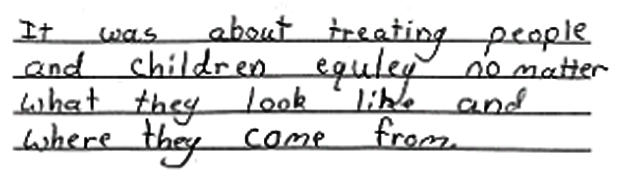 It was about treating people
and children equley no matter
what they look like and
where they come from.